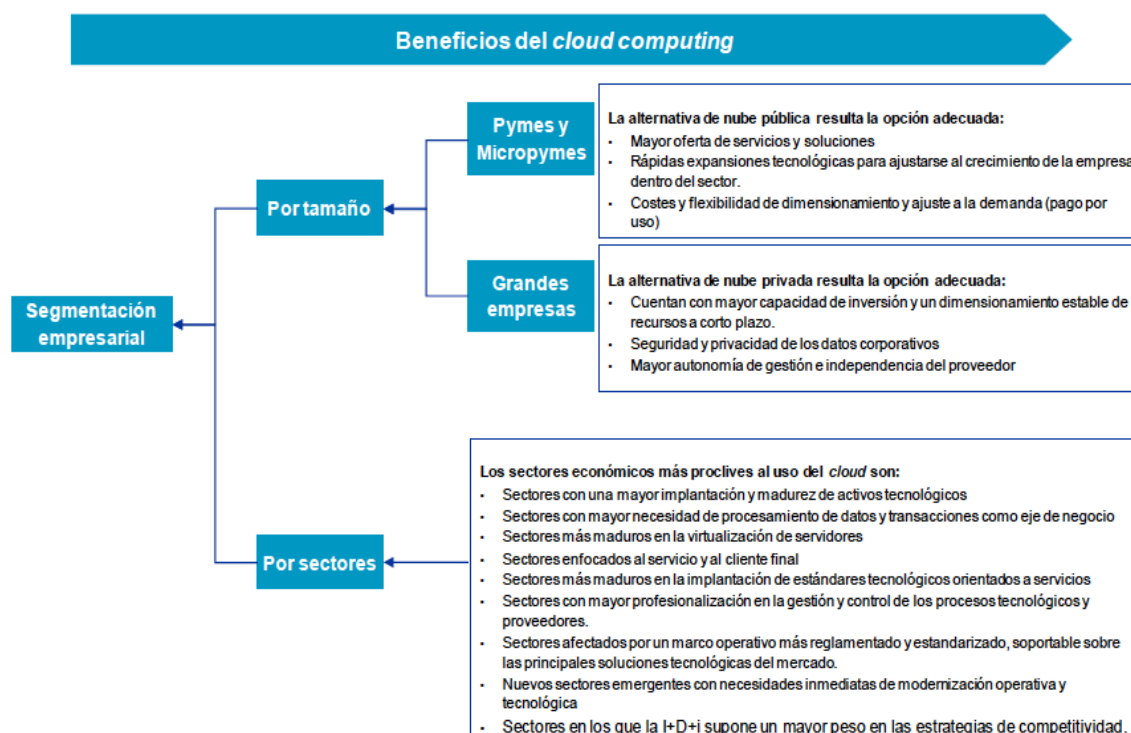 Beneficios del cloud computing
Pymes y
Micropymes
La alternativa de nube pública resulta la opción adecuada:
· Mayor oferta de servicios y soluciones
· Rápidas expansiones tecnológicas para ajustarse al crecimiento de la empresa
dentro del sector.
· Costes y flexibilidad de dimensionamiento y ajuste a la demanda (pago por
uso)
Por tamaño
Grandes
empresas
La alternativa de nube privada resulta la opción adecuada:
· Cuentan con mayor capacidad de inversión y un dimensionamiento estable de
recursos a corto plazo.
· Seguridad y privacidad de los datos corporativos
· Mayor autonomía de gestión e independencia del proveedor
Segmentación
empresarial
Por sectores
Los sectores económicos más proclives al uso del cloud son:
· Sectores con una mayor implantación y madurez de activos tecnológicos
· Sectores con mayor necesidad de procesamiento de datos y transacciones como eje de negocio
· Sectores más maduros en la virtualización de servidores
· Sectores enfocados al servicio y al cliente final
· Sectores más maduros en la implantación de estándares tecnológicos orientados a servicios
· Sectores con mayor profesionalización en la gestión y control de los procesos tecnológicos y
proveedores.
· Sectores afectados por un marco operativo más reglamentado y estandarizado, soportable sobre
las principales soluciones tecnológicas del mercado.
· Nuevos sectores emergentes con necesidades inmediatas de modernización operativa y
tecnológica
· Sectores en los que la I+D+i supone un mayor peso en las estrategias de competitividad.